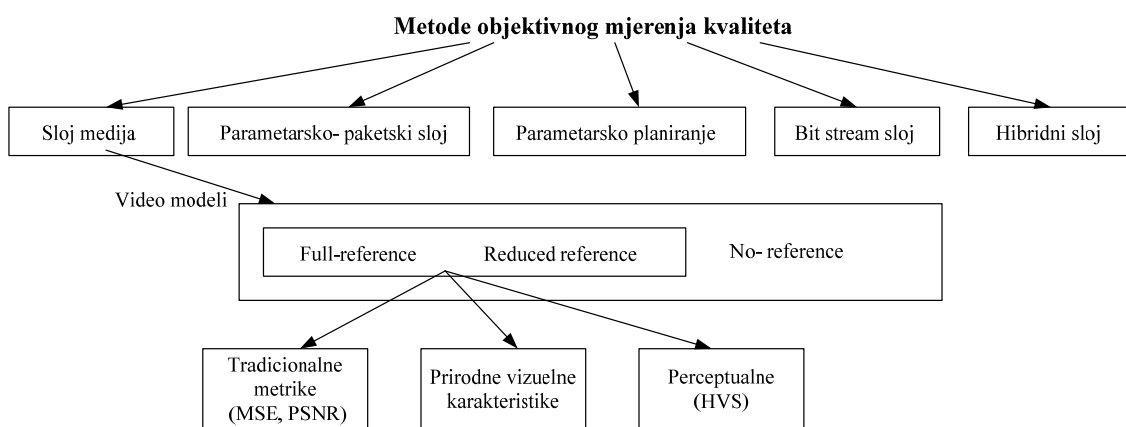 Metode objektivnog mjerenja kvaliteta
Sloj medija
Parametarsko- paketski sloj
Parametarsko planiranje
Bit stream sloj
Hibridni sloj
Video modeli
Full-reference
Reduced reference
No- reference
Tradicionalne
metrike
(MSE, PSNR)
Prirodne vizuelne
karakteristike
Perceptualne
(HVS)